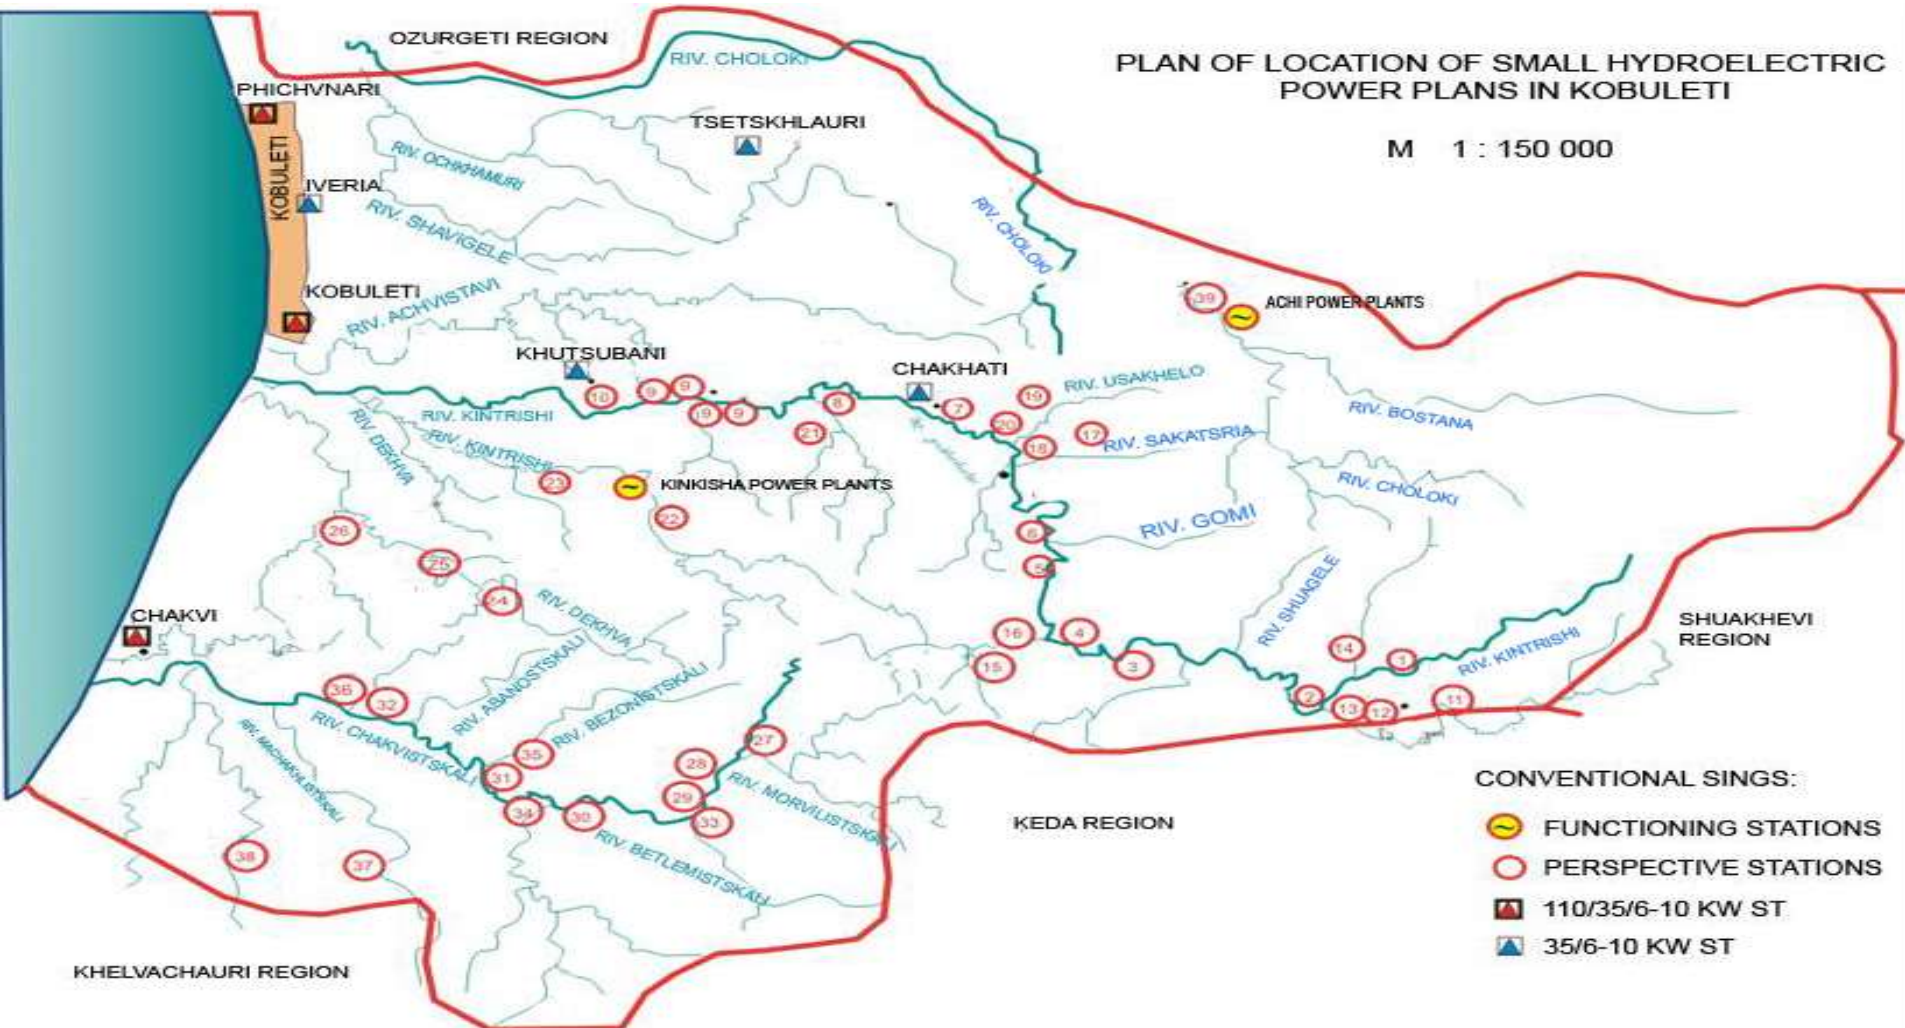 OZURGETI REGION
RIV. CHOLOKI
PLAN OF LOCATION OF SMALL HYDROELECTRIC
POWER PLANS IN KOBULETI
M 1 : 150 000
PHICHVNARI
KOBULETI
TSETSKHLAURI
RIV. OCHKHAMURI
IVERIA
RIV. SHAVIGELE
RIV. CHOLOKI
KOBULETI
RIV. ACHVISTAVI
39
ACHI POWER PLANTS
KHUTSUBANI
CHAKHATI
RIV. USAKHELO
10
9
9
9
9
8
7
19
20
21
18
17
RIV. SAKATSRIA
RIV. BOSTANA
RIV. KINTRISHI
RIV. KINTRISHI
RIV. DEKHVA
23
KINKISHA POWER PLANTS
22
RIV. CHOLOKI
RIV. GOMI
26
6
5
25
24
RIV. DEKHVA
RIV. SHUAGELE
CHAKVI
16
4
15
3
14
1
RIV. KINTRISHI
SHUAKHEVI
REGION
2
13
12
11
36
32
RIV. ABANOSTSKALI
RIV. BEZONISTSKALI
RIV. CHAKVISTSKALI
RIV. MACHAKHLISTSKALI
35
31
27
28
29
33
34
30
RIV. MORVILISTSKALI
RIV. BETLEMISTSKALI
38
37
KEDA REGION
KHELVACHAURI REGION
CONVENTIONAL SINGS:
FUNCTIONING STATIONS
PERSPECTIVE STATIONS
110/35/6-10 KW ST
35/6-10 KW ST